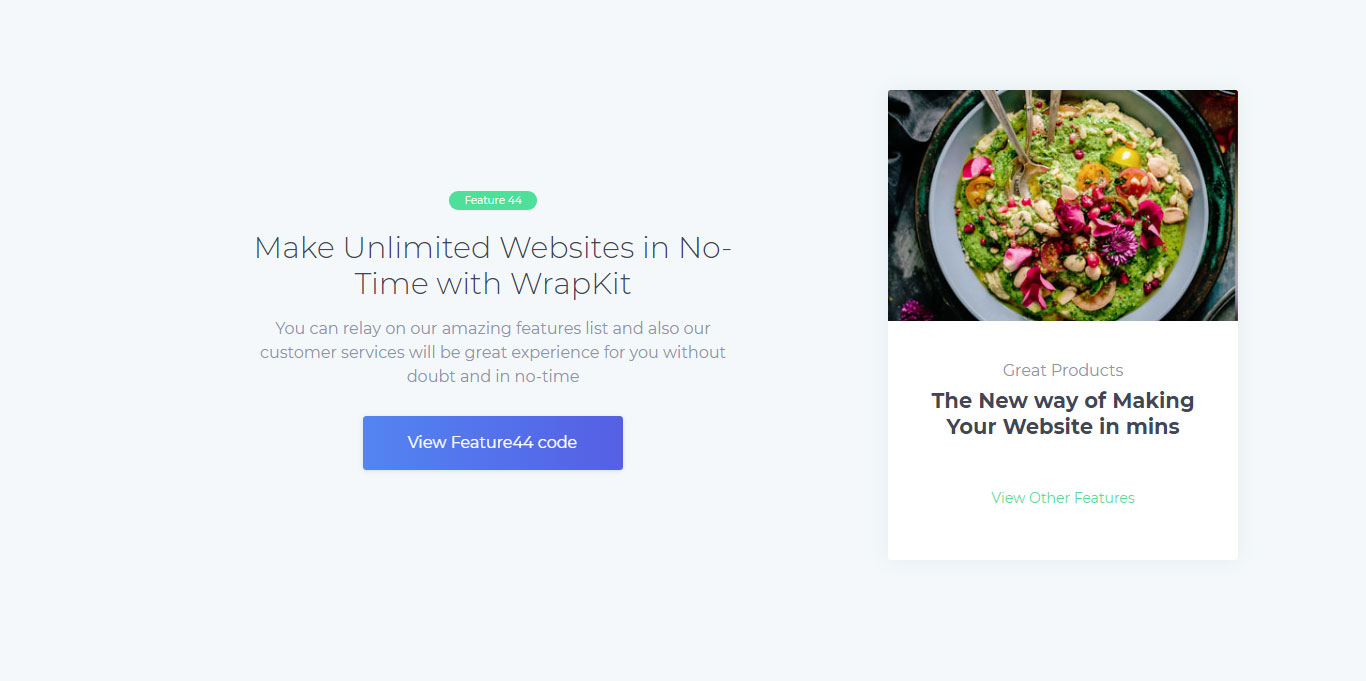 Feature 44
Make Unlimited Websites in No-
Time with WrapKit
You can relay on our amazing features list and also our
customer services will be great experience for you without
doubt and in no-time
View Feature44 code
Great Products
The New way of Making
Your Website in mins
View Other Features